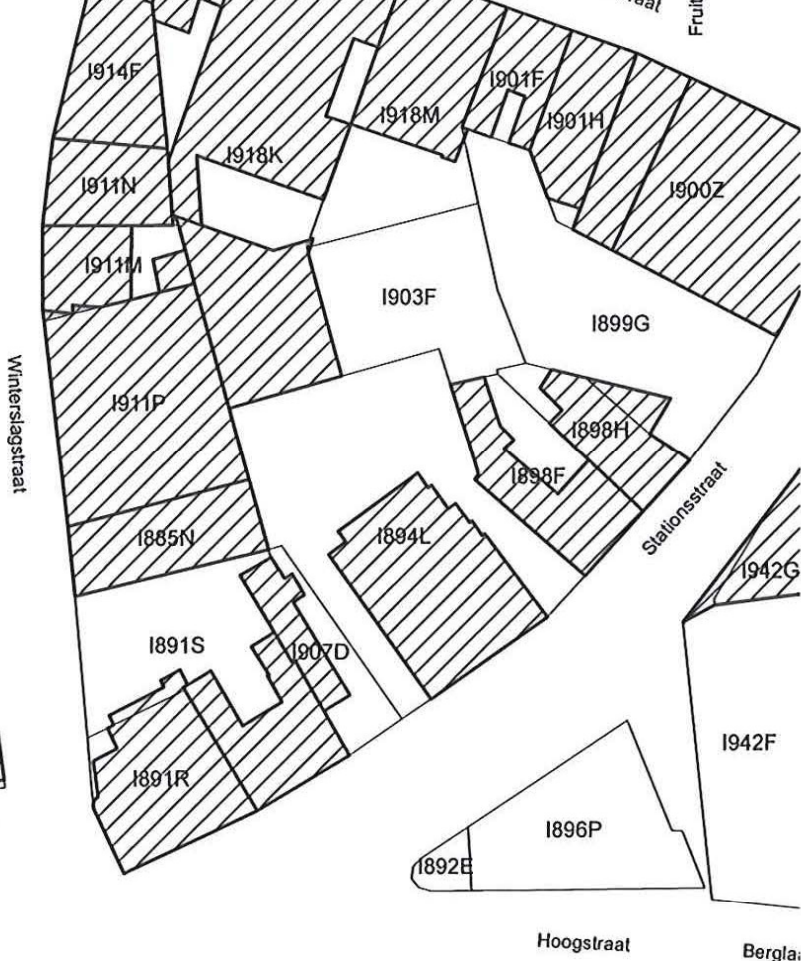 I914F
I901F
I918M
I901H
I918K
I911N
I900Z
I911M
I903F
I899G
Winterslagstraat
I911P
I898H
I898F
Stationsstraat
I885N
I894L
I942G
I891S
I907D
I942F
I891R
I896P
I892E
Hoogstraat